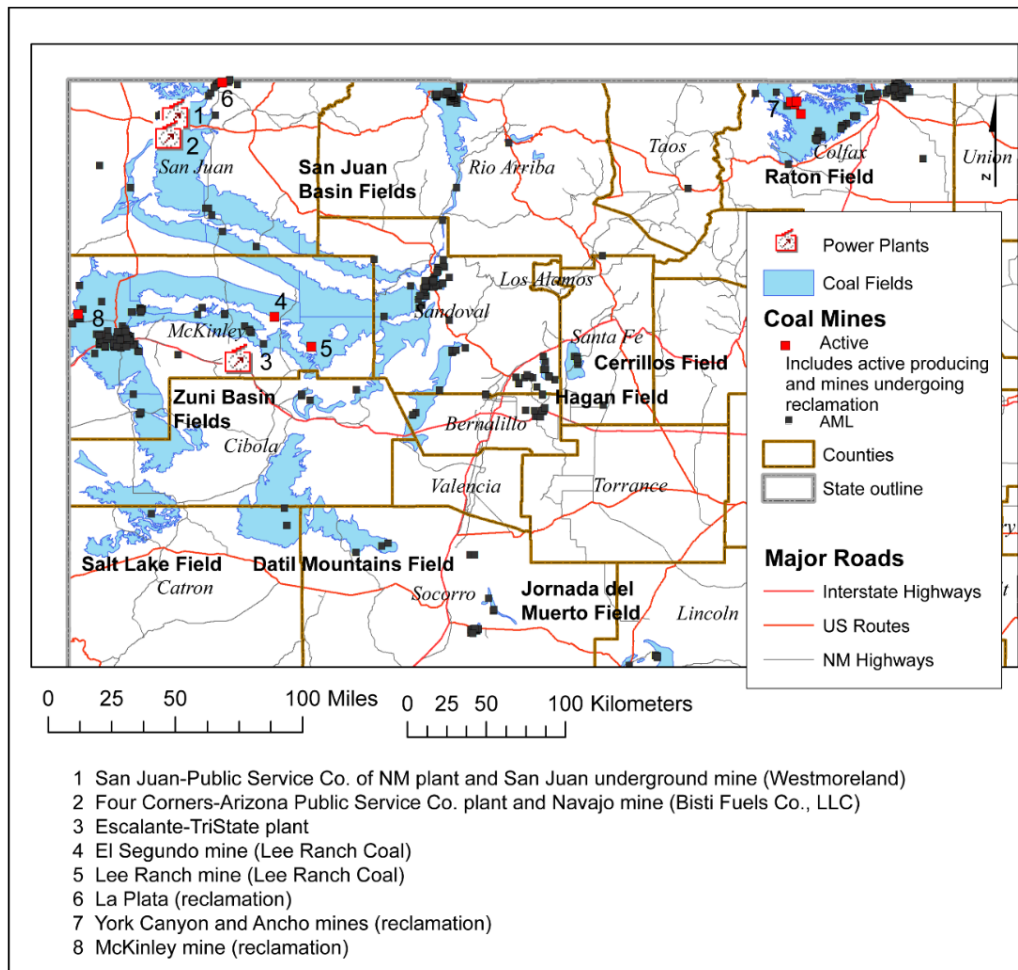 6
1
2
San Juan
San Juan
Basin Fields
Rio Arriba
Taos
7
Colfax
Raton Field
Union
N
Los Alamos
Sandoval
4
8
McKinley
5
3
Santa Fe
Cerrillos Field
Zuni Basin
Fields
Hagan Field
Cibola
Bernalillo
Valencia
Torrance
Salt Lake Field
Datil Mountains Field
Catron
Socorro
Jornada del
Muerto Field
Lincoln
Power Plants
Coal Fields
Coal Mines
Active
Includes active producing
and mines undergoing
reclamation
AML
Counties
State outline
Major Roads
Interstate Highways
US Routes
NM Highways
0 25 50 100 Miles
0 25 50 100 Kilometers
1 San Juan-Public Service Co. of NM plant and San Juan underground mine (Westmoreland)
2 Four Corners-Arizona Public Service Co. plant and Navajo mine (Bisti Fuels Co., LLC)
3 Escalante-TriState plant
4 El Segundo mine (Lee Ranch Coal)
5 Lee Ranch mine (Lee Ranch Coal)
6 La Plata (reclamation)
7 York Canyon and Ancho mines (reclamation)
8 McKinley mine (reclamation)